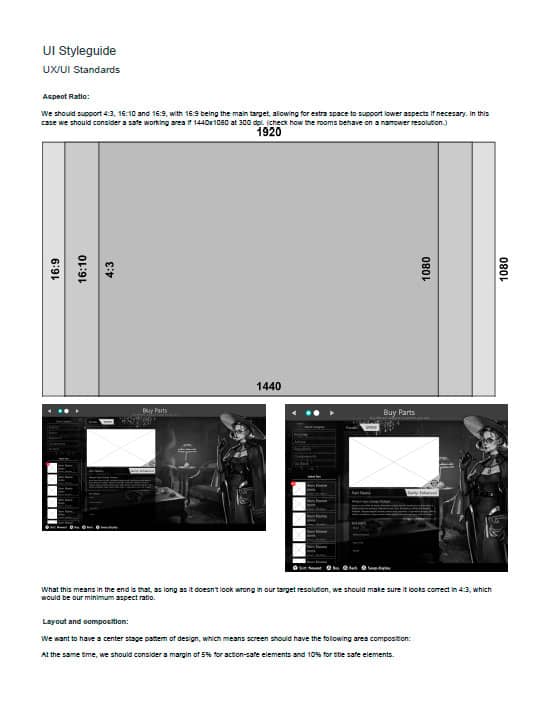 UI Styleguide
UX/UI Standards
Aspect Ratio:
We should support 4:3, 16:10 and 16:9, with 16:9 being the main target, allowing for extra space to support lower aspects if necesary. In this
case we should consider a safe working area if 1440x1080 at 300 dpi. (check how the rooms behave on a narrower resolution.)
1920
16:9
16:10
4:3
1080
1080
1440
Buy Parts
Buy Parts
What this means in the end is that, as long as it doesn't look wrong in our target resolution, we should make sure it looks correct in 4:3, which
would be our minimum aspect ratio.
Layout and composition:
We want to have a center stage pattern of design, which means screen should have the following area composition:
At the same time, we should consider a margin of 5% for action-safe elements and 10% for title safe elements.